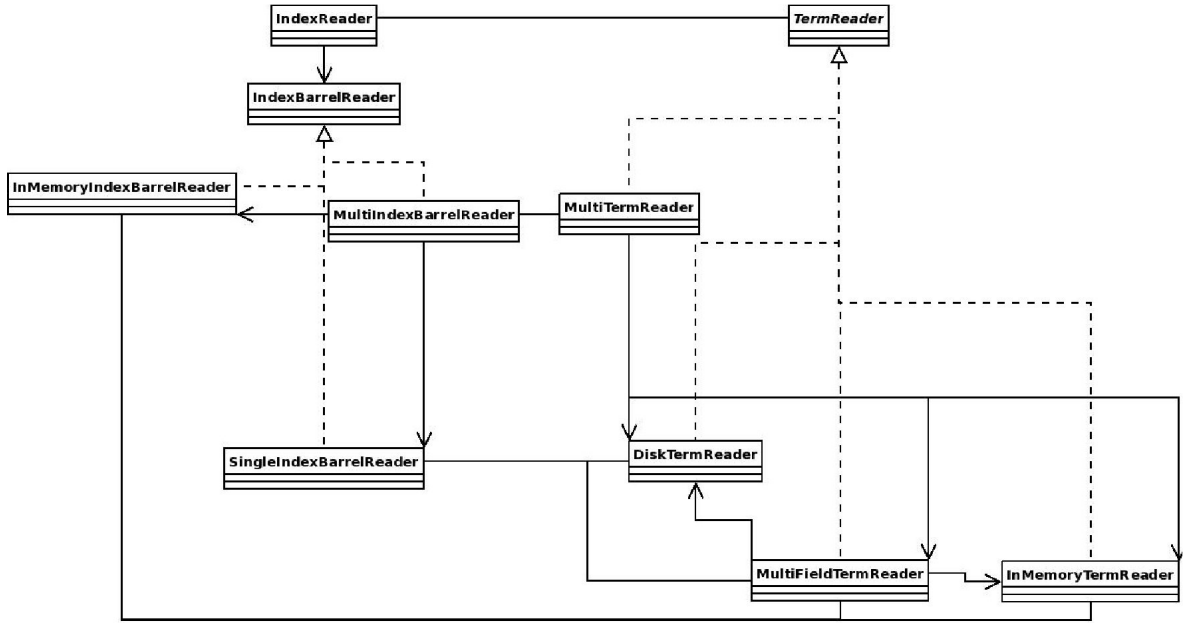 IndexReader
TermReader
IndexBarrelReader
InMemoryIndexBarrelReader
MultiIndexBarrelReader
MultiTermReader
SingleIndexBarrelReader
DiskTermReader
MultiFieldTermReader
InMemoryTermReader